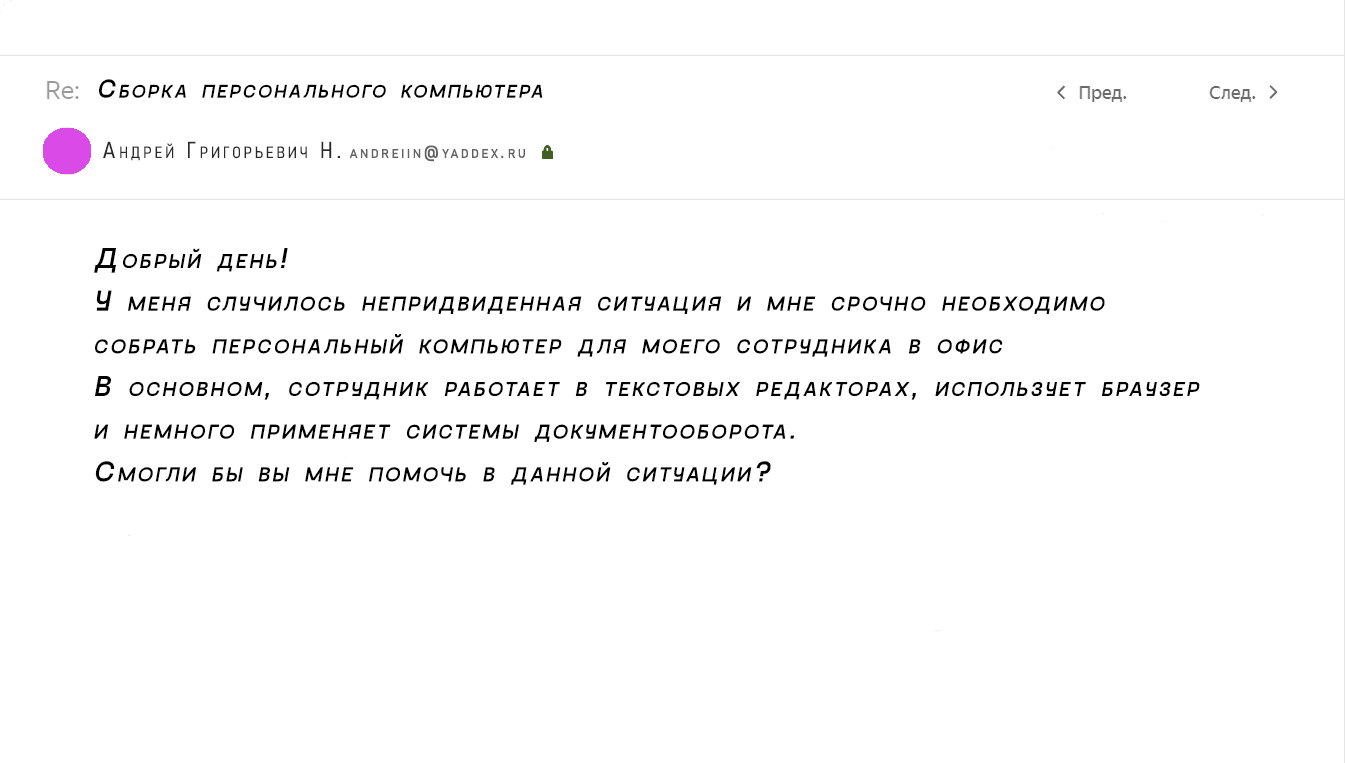 Re: Сборка персонального компьютера
Пред. След.
Андрей Григорьевич Н. andreiin@yaddex.ru
Добрый день!
У меня случилось непридвиденная ситуация и мне срочно необходимо
собрать персональный компьютер для моего сотрудника в офис
В основном, сотрудник работает в текстовых редакторах, использует браузер
и немного применяет системы документооборота.
Смогли бы вы мне помочь в данной ситуации?